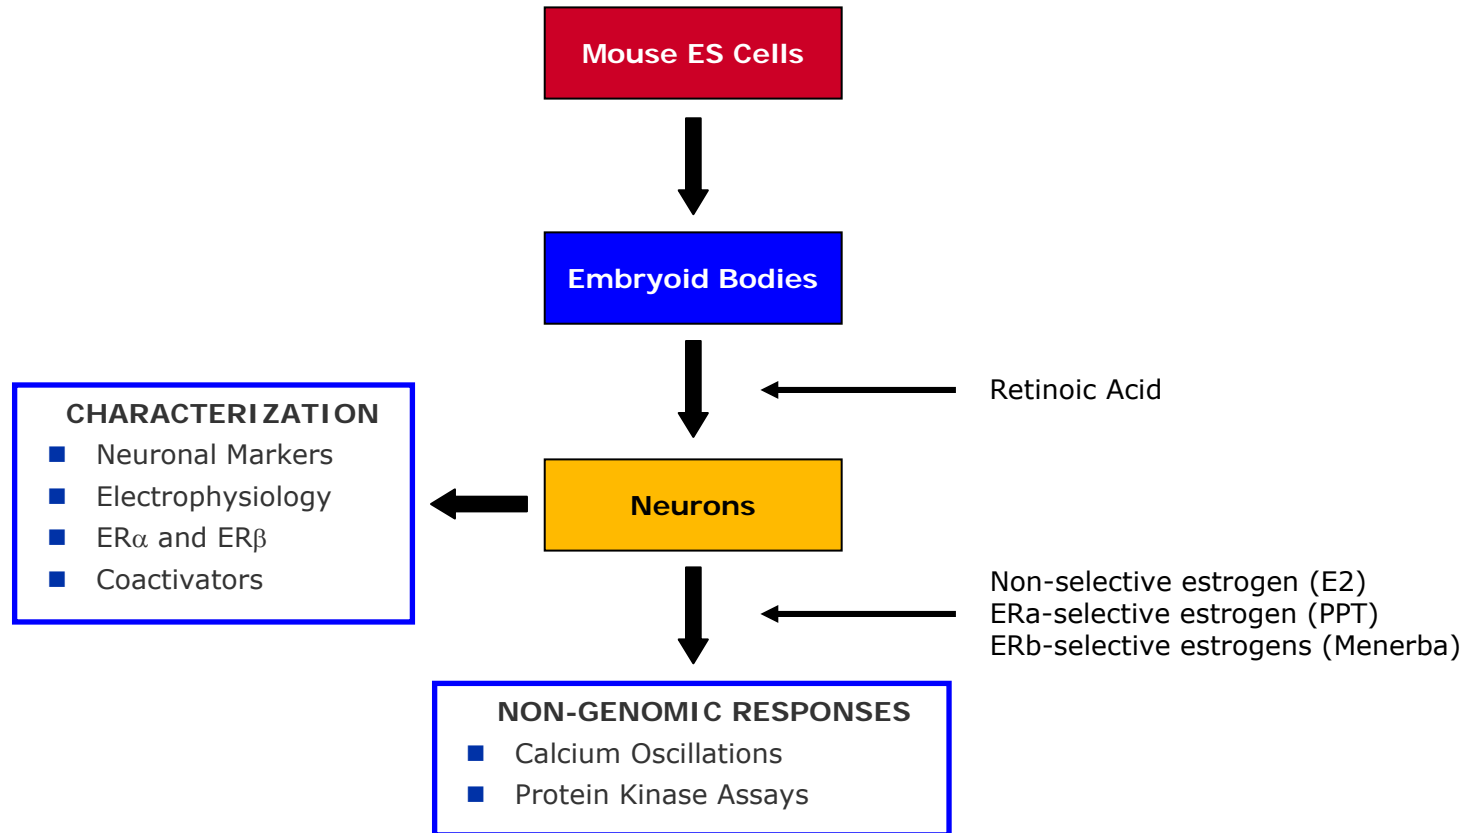 Mouse ES Cells
Embryoid Bodies
Retinoic Acid
CHARACTERIZATION
Neuronal Markers
Electrophysiology
ERα and ERβ
Coactivators
Neurons
Non-selective estrogen (E2)
ERa-selective estrogen (PPT)
ERb-selective estrogens (Menerba)
NON-GENOMIC RESPONSES
Calcium Oscillations
Protein Kinase Assays